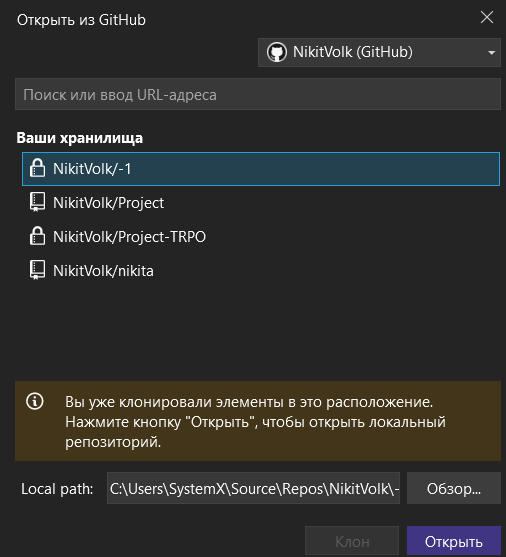 Открыть из GitHub
NikitVolk (GitHub)
Поиск или ввод URL-адреса
Ваши хранилища
NikitVolk/-1
NikitVolk/Project
NikitVolk/Project-TRPO
NikitVolk/nikita
Вы уже клонировали элементы в это расположение.
Нажмите кнопку "Открыть", чтобы открыть локальный
репозиторий.
Local path: C:\Users\SystemX\Source\Repos\NikitVolk\- Обзор...
Клон Открыть